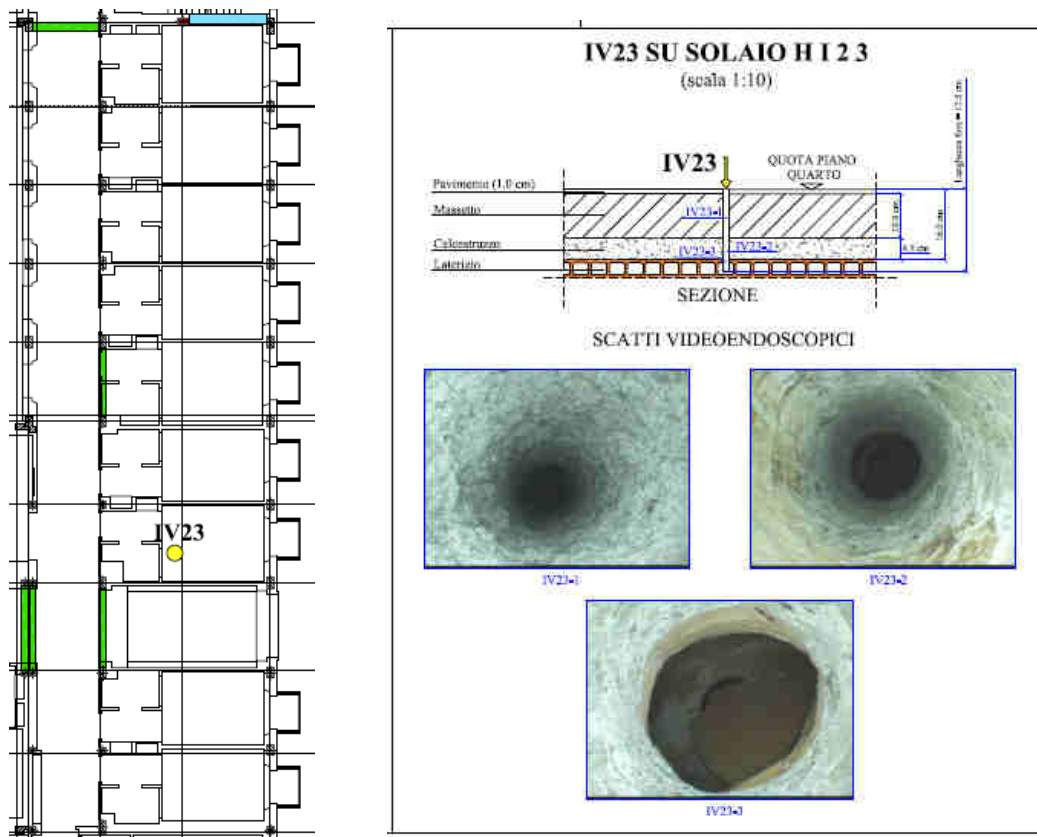 IV23
IV23 SU SOLAIO H I 2 3
(scala 1:10)
IV23
QUOTA PIANO
QUARTO
Pavimento (1,0 cm)
Massetto
Calcestruzzo
Laterizio
IV23-1
IV23-3
IV23-2
SEZIONE
SCATTI VIDEOENDOSCOPICI
IV23-1
IV23-2
IV23-3